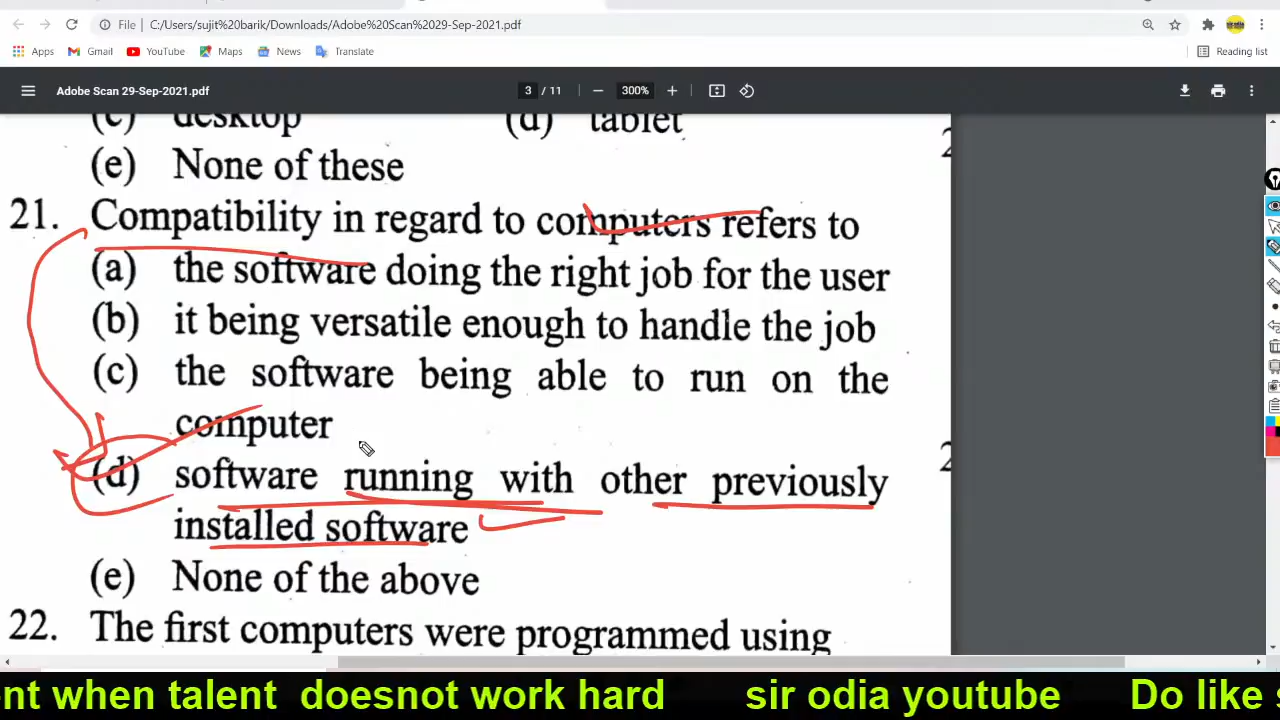 File
C:/Users/sujit%20barik/Downloads/Adobe%20Scan%2029-Sep-2021.pdf
Apps Gmail YouTube Maps News Translate Reading list
Adobe Scan 29-Sep-2021.pdf 3 / 11 300%
(c) desktop (d) tablet
(e) None of these
21. Compatibility in regard to computers refers to
(a) the software doing the right job for the user
(b) it being versatile enough to handle the job
(c) the software being able to run on the
computer
(d) software running with other previously
installed software
(e) None of the above
22. The first computers were programmed using
2
2
nt when talent doesnot work hard sir odia youtube Do like s